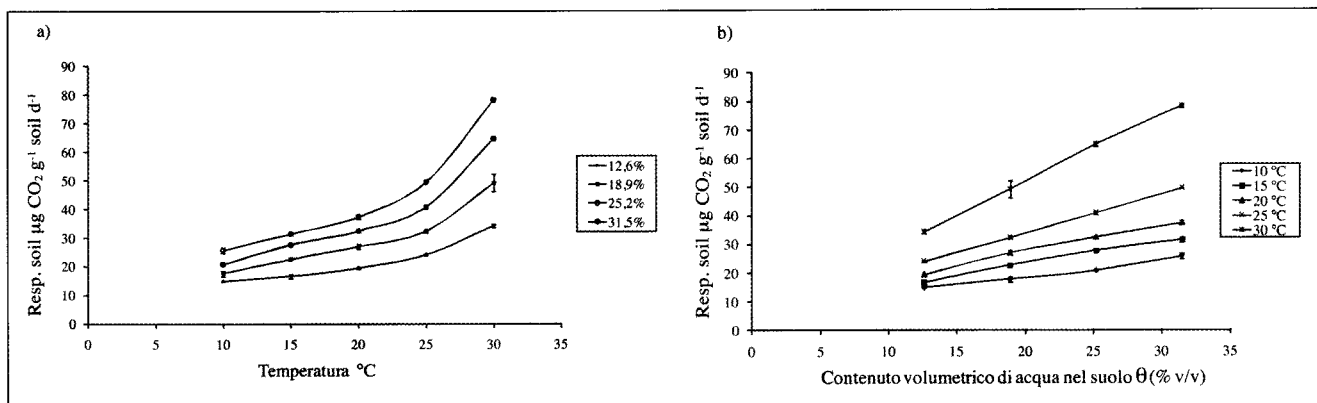 a)
Resp. soil μg CO₂ g⁻¹ soil d⁻¹
90
80
70
60
50
40
30
20
10
0
0 5 10 15 20 25 30 35
Temperatura °C
12,6%
18,9%
25,2%
31,5%
b)
Resp. soil μg CO₂ g⁻¹ soil d⁻¹
90
80
70
60
50
40
30
20
10
0
0 5 10 15 20 25 30 35
Contenuto volumetrico di acqua nel suolo θ (% v/v)
10 °C
15 °C
20 °C
25 °C
30 °C